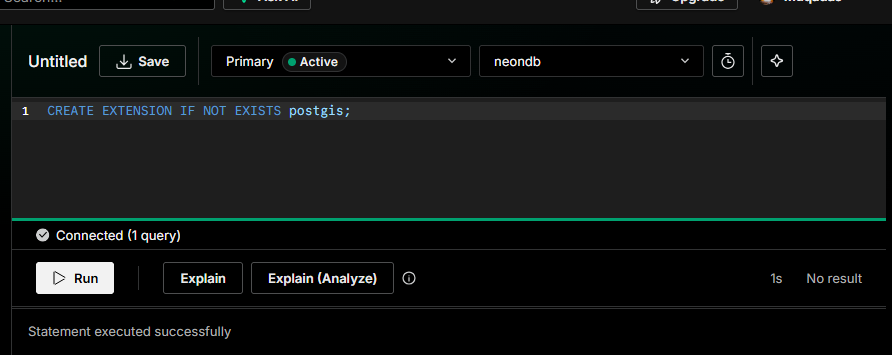 Upgrade
Untitled
Save
Primary
Active
neondb
1 CREATE EXTENSION IF NOT EXISTS postgis;
Connected (1 query)
Run
Explain
Explain (Analyze)
1s
No result
Statement executed successfully